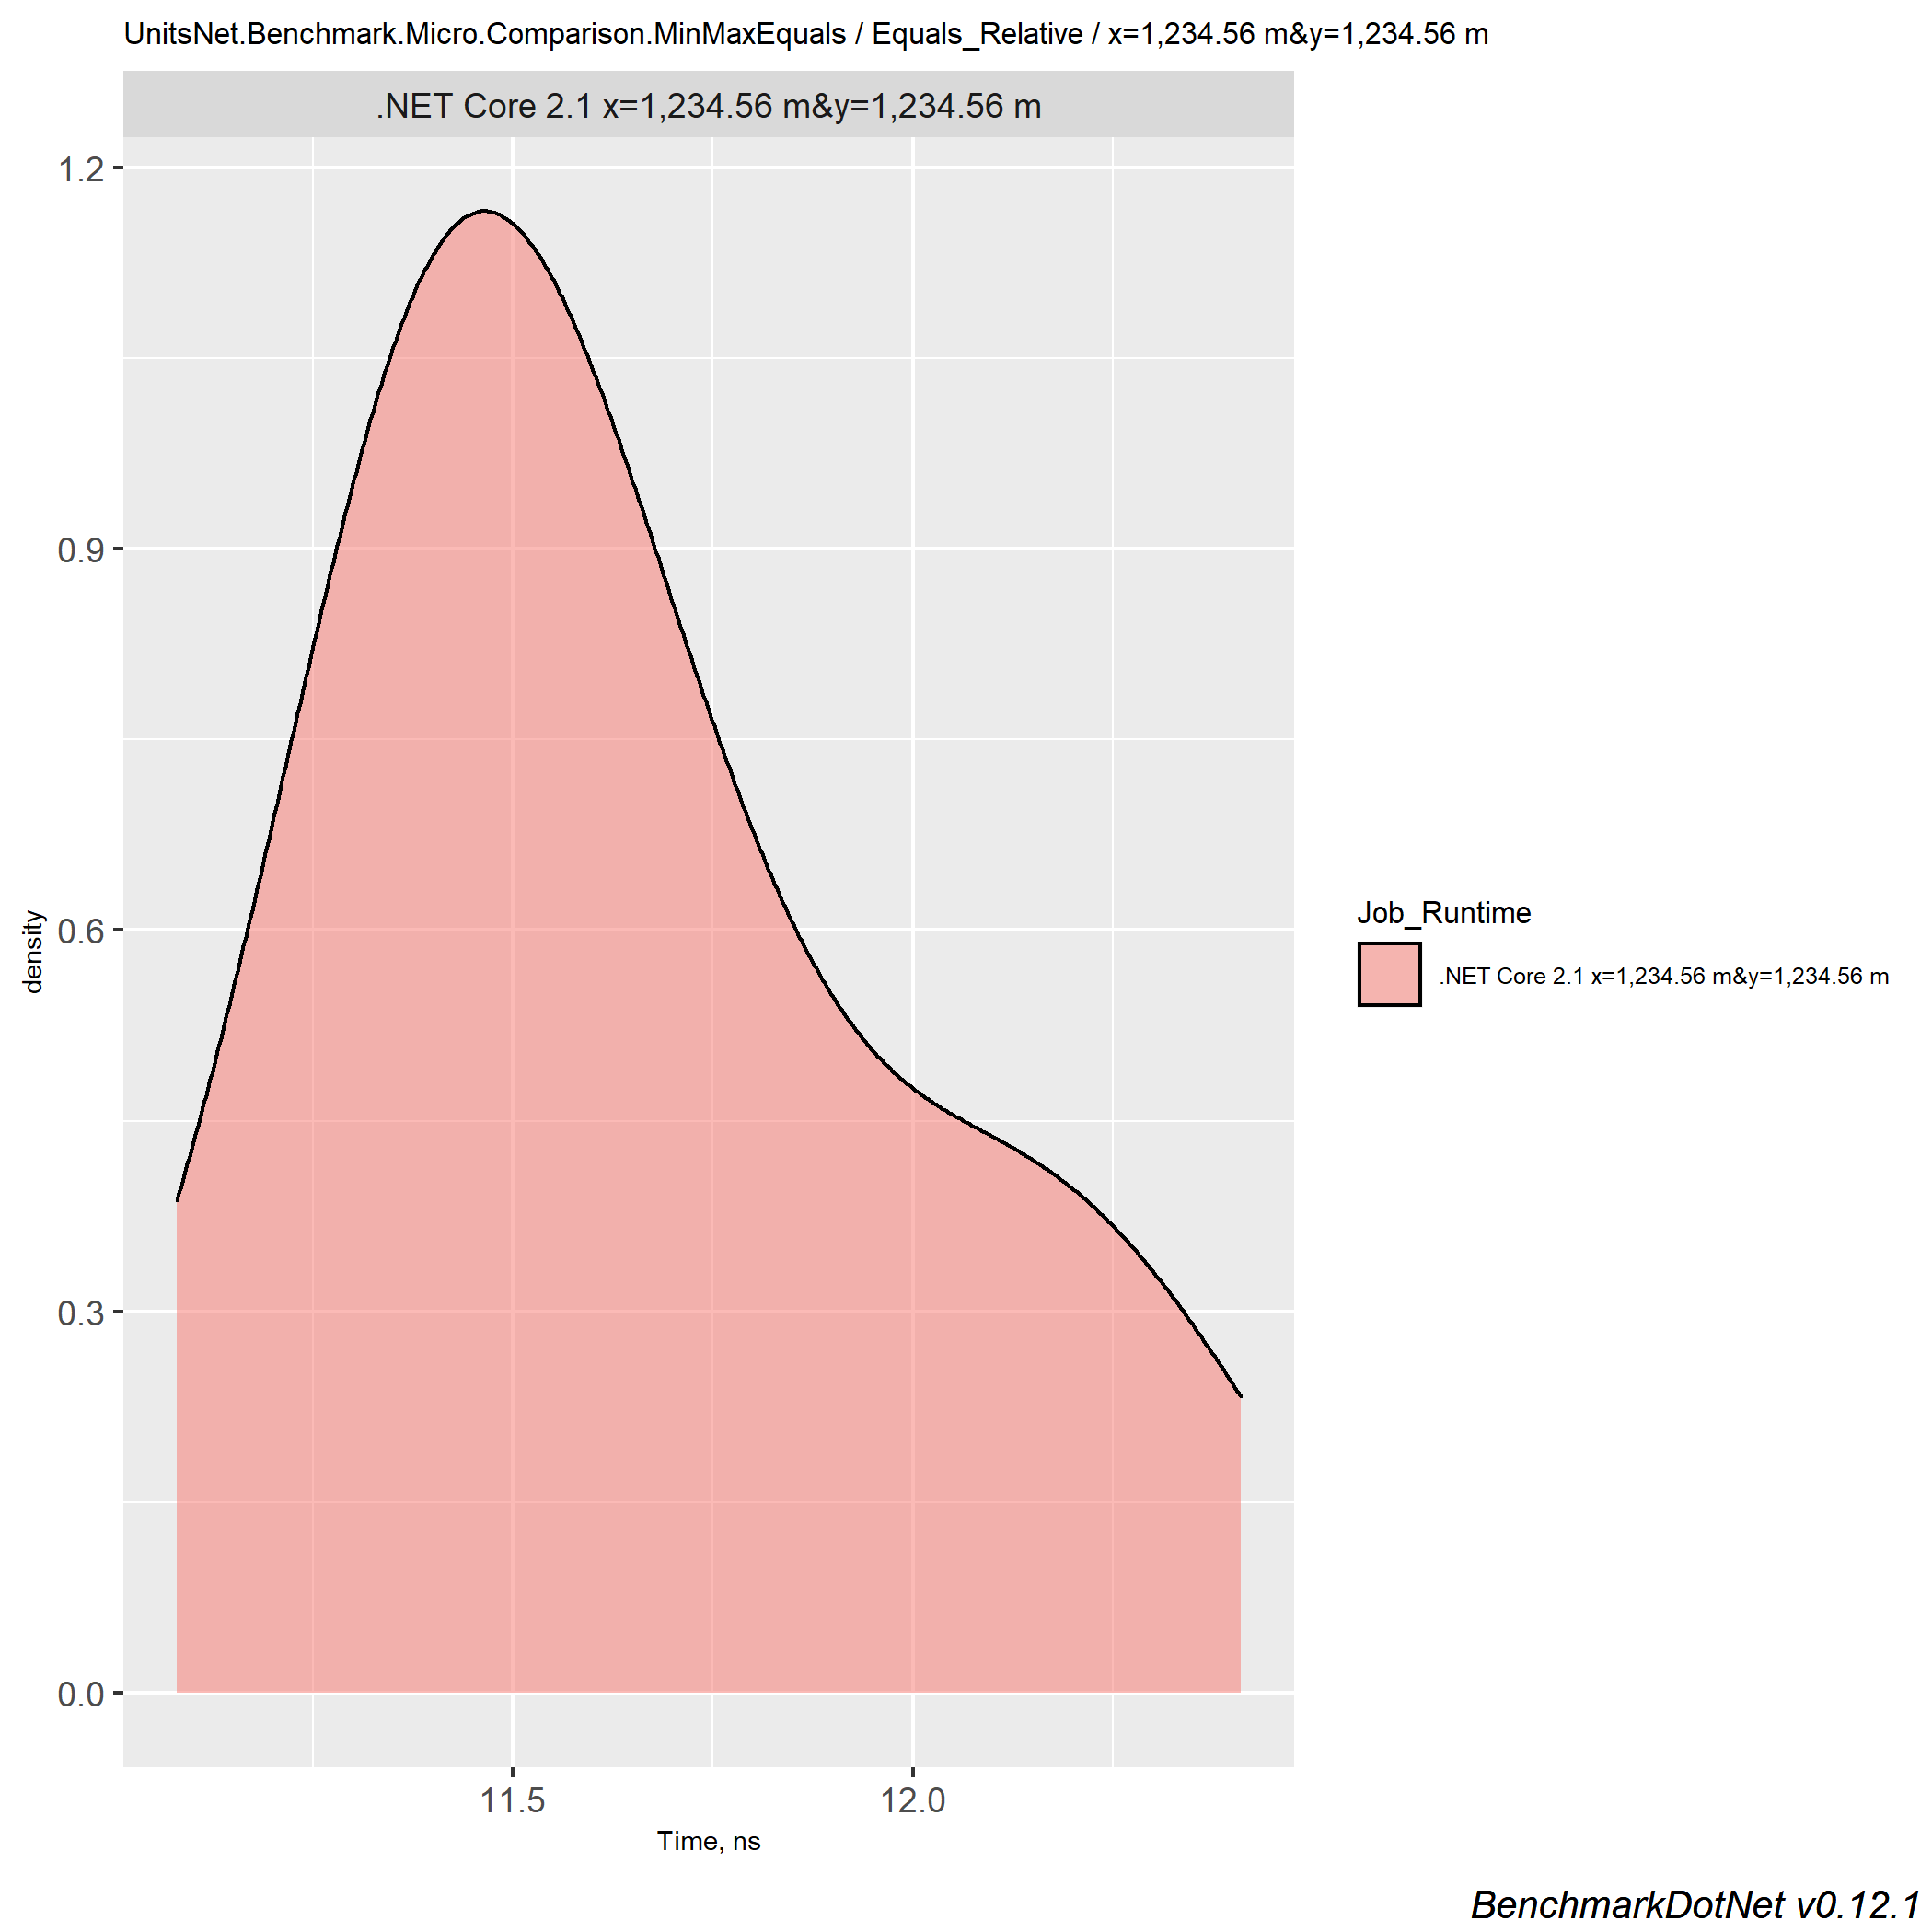 UnitsNet.Benchmark.Micro.Comparison.MinMaxEquals / Equals_Relative / x=1,234.56 m&y=1,234.56 m
.NET Core 2.1 x=1,234.56 m&y=1,234.56 m
1.2
0.9
0.6
0.3
0.0
density
11.5
12.0
Time, ns
Job_Runtime
.NET Core 2.1 x=1,234.56 m&y=1,234.56 m
BenchmarkDotNet v0.12.1